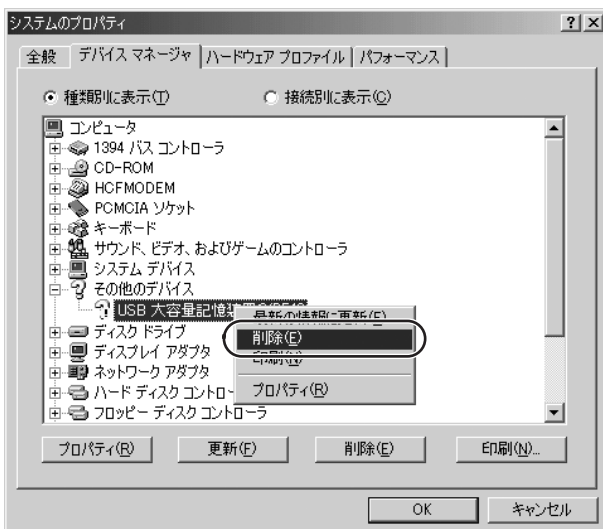 システムのプロパティ
全般 デバイス マネージャ ハードウェア プロファイル パフォーマンス
種類別に表示(T) 接続別に表示(C)
コンピュータ
1394 バス コントローラ
CD-ROM
HCFMODEM
PCMCIA ソケット
キーボード
サウンド、ビデオ、およびゲームのコントローラ
システム デバイス
その他のデバイス
USB 大容量記憶
最新の情報に更新(F)
削除(E)
印刷(N)
プロパティ(R)
ディスク ドライブ
ディスプレイ アダプタ
ネットワーク アダプタ
ハード ディスク コントロー
フロッピー ディスク コントローラ
プロパティ(R) 更新(F) 削除(E) 印刷(N)...
OK キャンセル